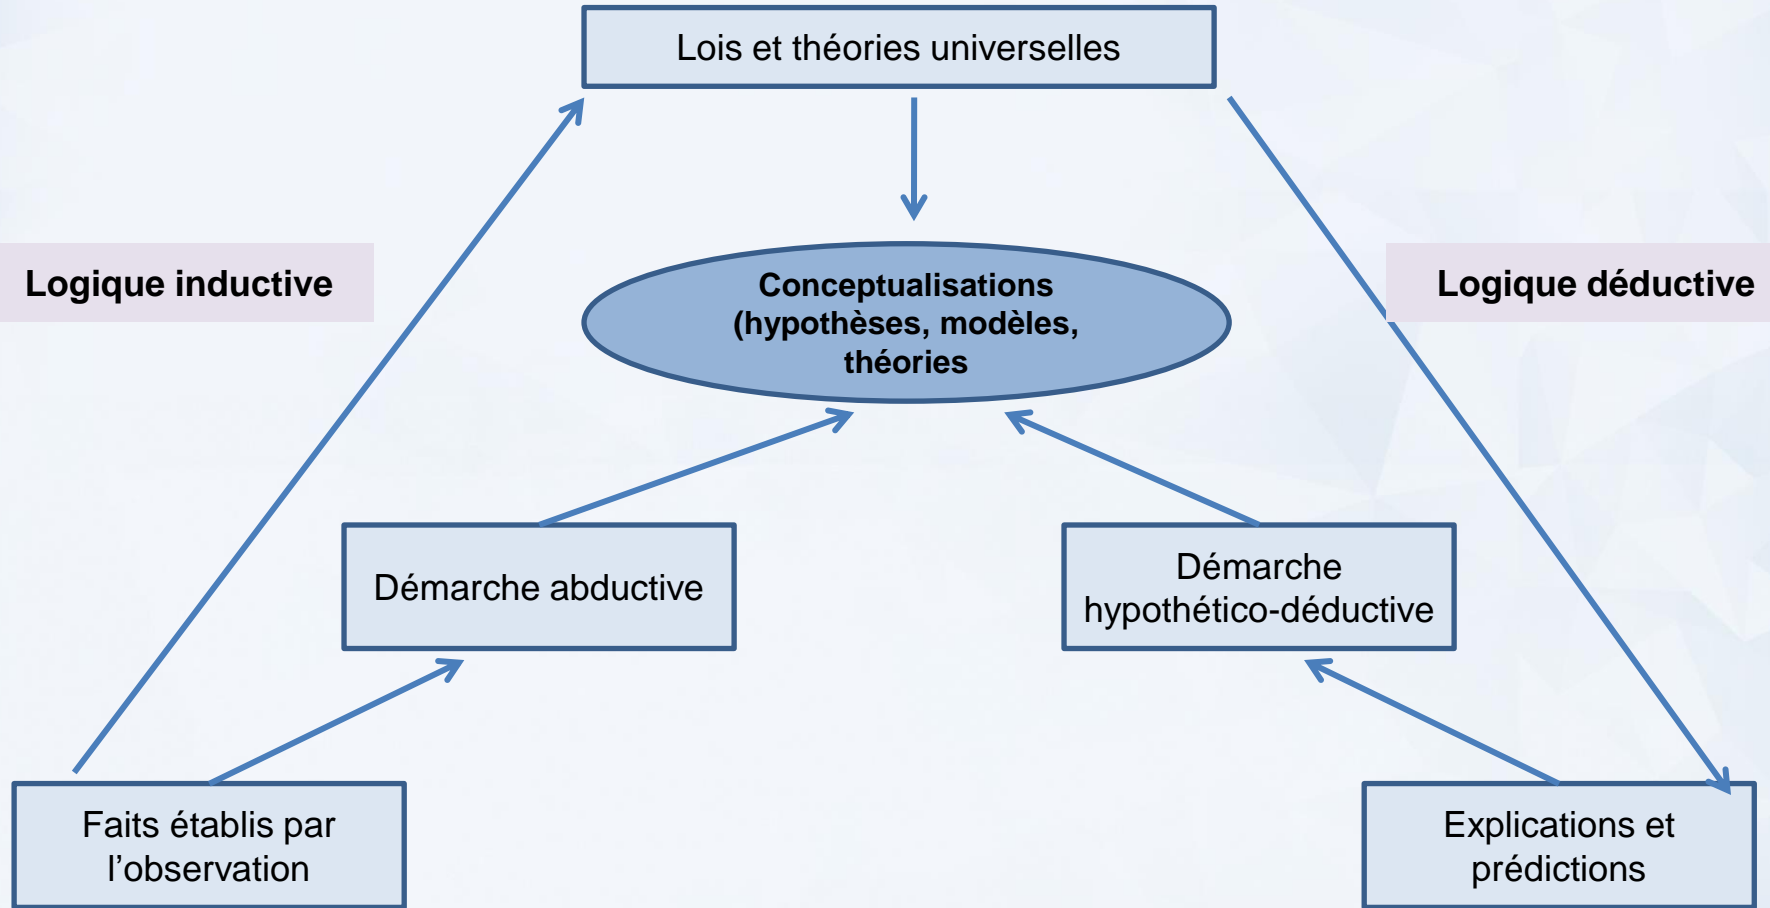 Lois et théories universelles
Logique inductive
Conceptualisations
(hypothèses, modèles,
théories
Logique déductive
Démarche abductive
Démarche
hypothético-déductive
Faits établis par
l’observation
Explications et
prédictions